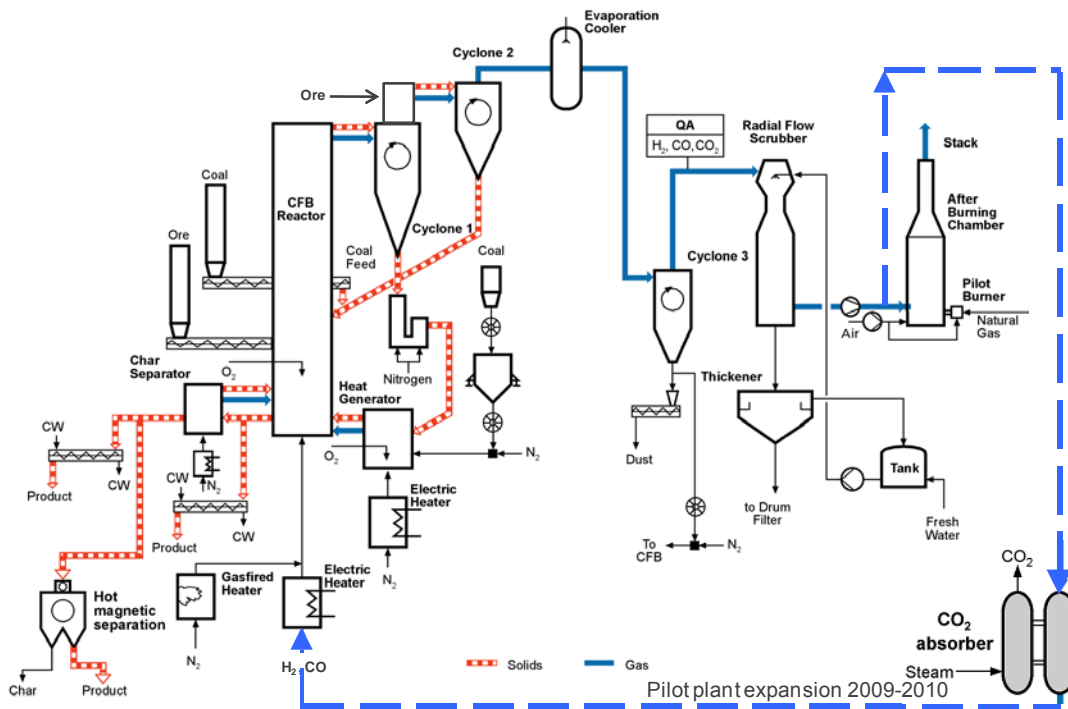 Evaporation
Cooler
Cyclone 2
Ore
QA
H₂, CO, CO₂
Radial Flow
Scrubber
Stack
After
Burning
Chamber
Coal
CFB
Reactor
Ore
Cyclone 1
Coal
Feed
Coal
Cyclone 3
Pilot
Burner
Air
Natural
Gas
Char
Separator
O₂
Nitrogen
Heat
Generator
Thickener
CW
CW
Product
N₂
CW
O₂
N₂
Dust
Tank
Product
CW
Electric
Heater
to Drum
Filter
Fresh
Water
To
CFB
N₂
N₂
Gasfired
Heater
Electric
Heater
CO₂
Hot
magnetic
separation
CO₂
absorber
N₂
H₂, CO
Solids
Gas
Steam
Char
Product
Pilot plant expansion 2009-2010